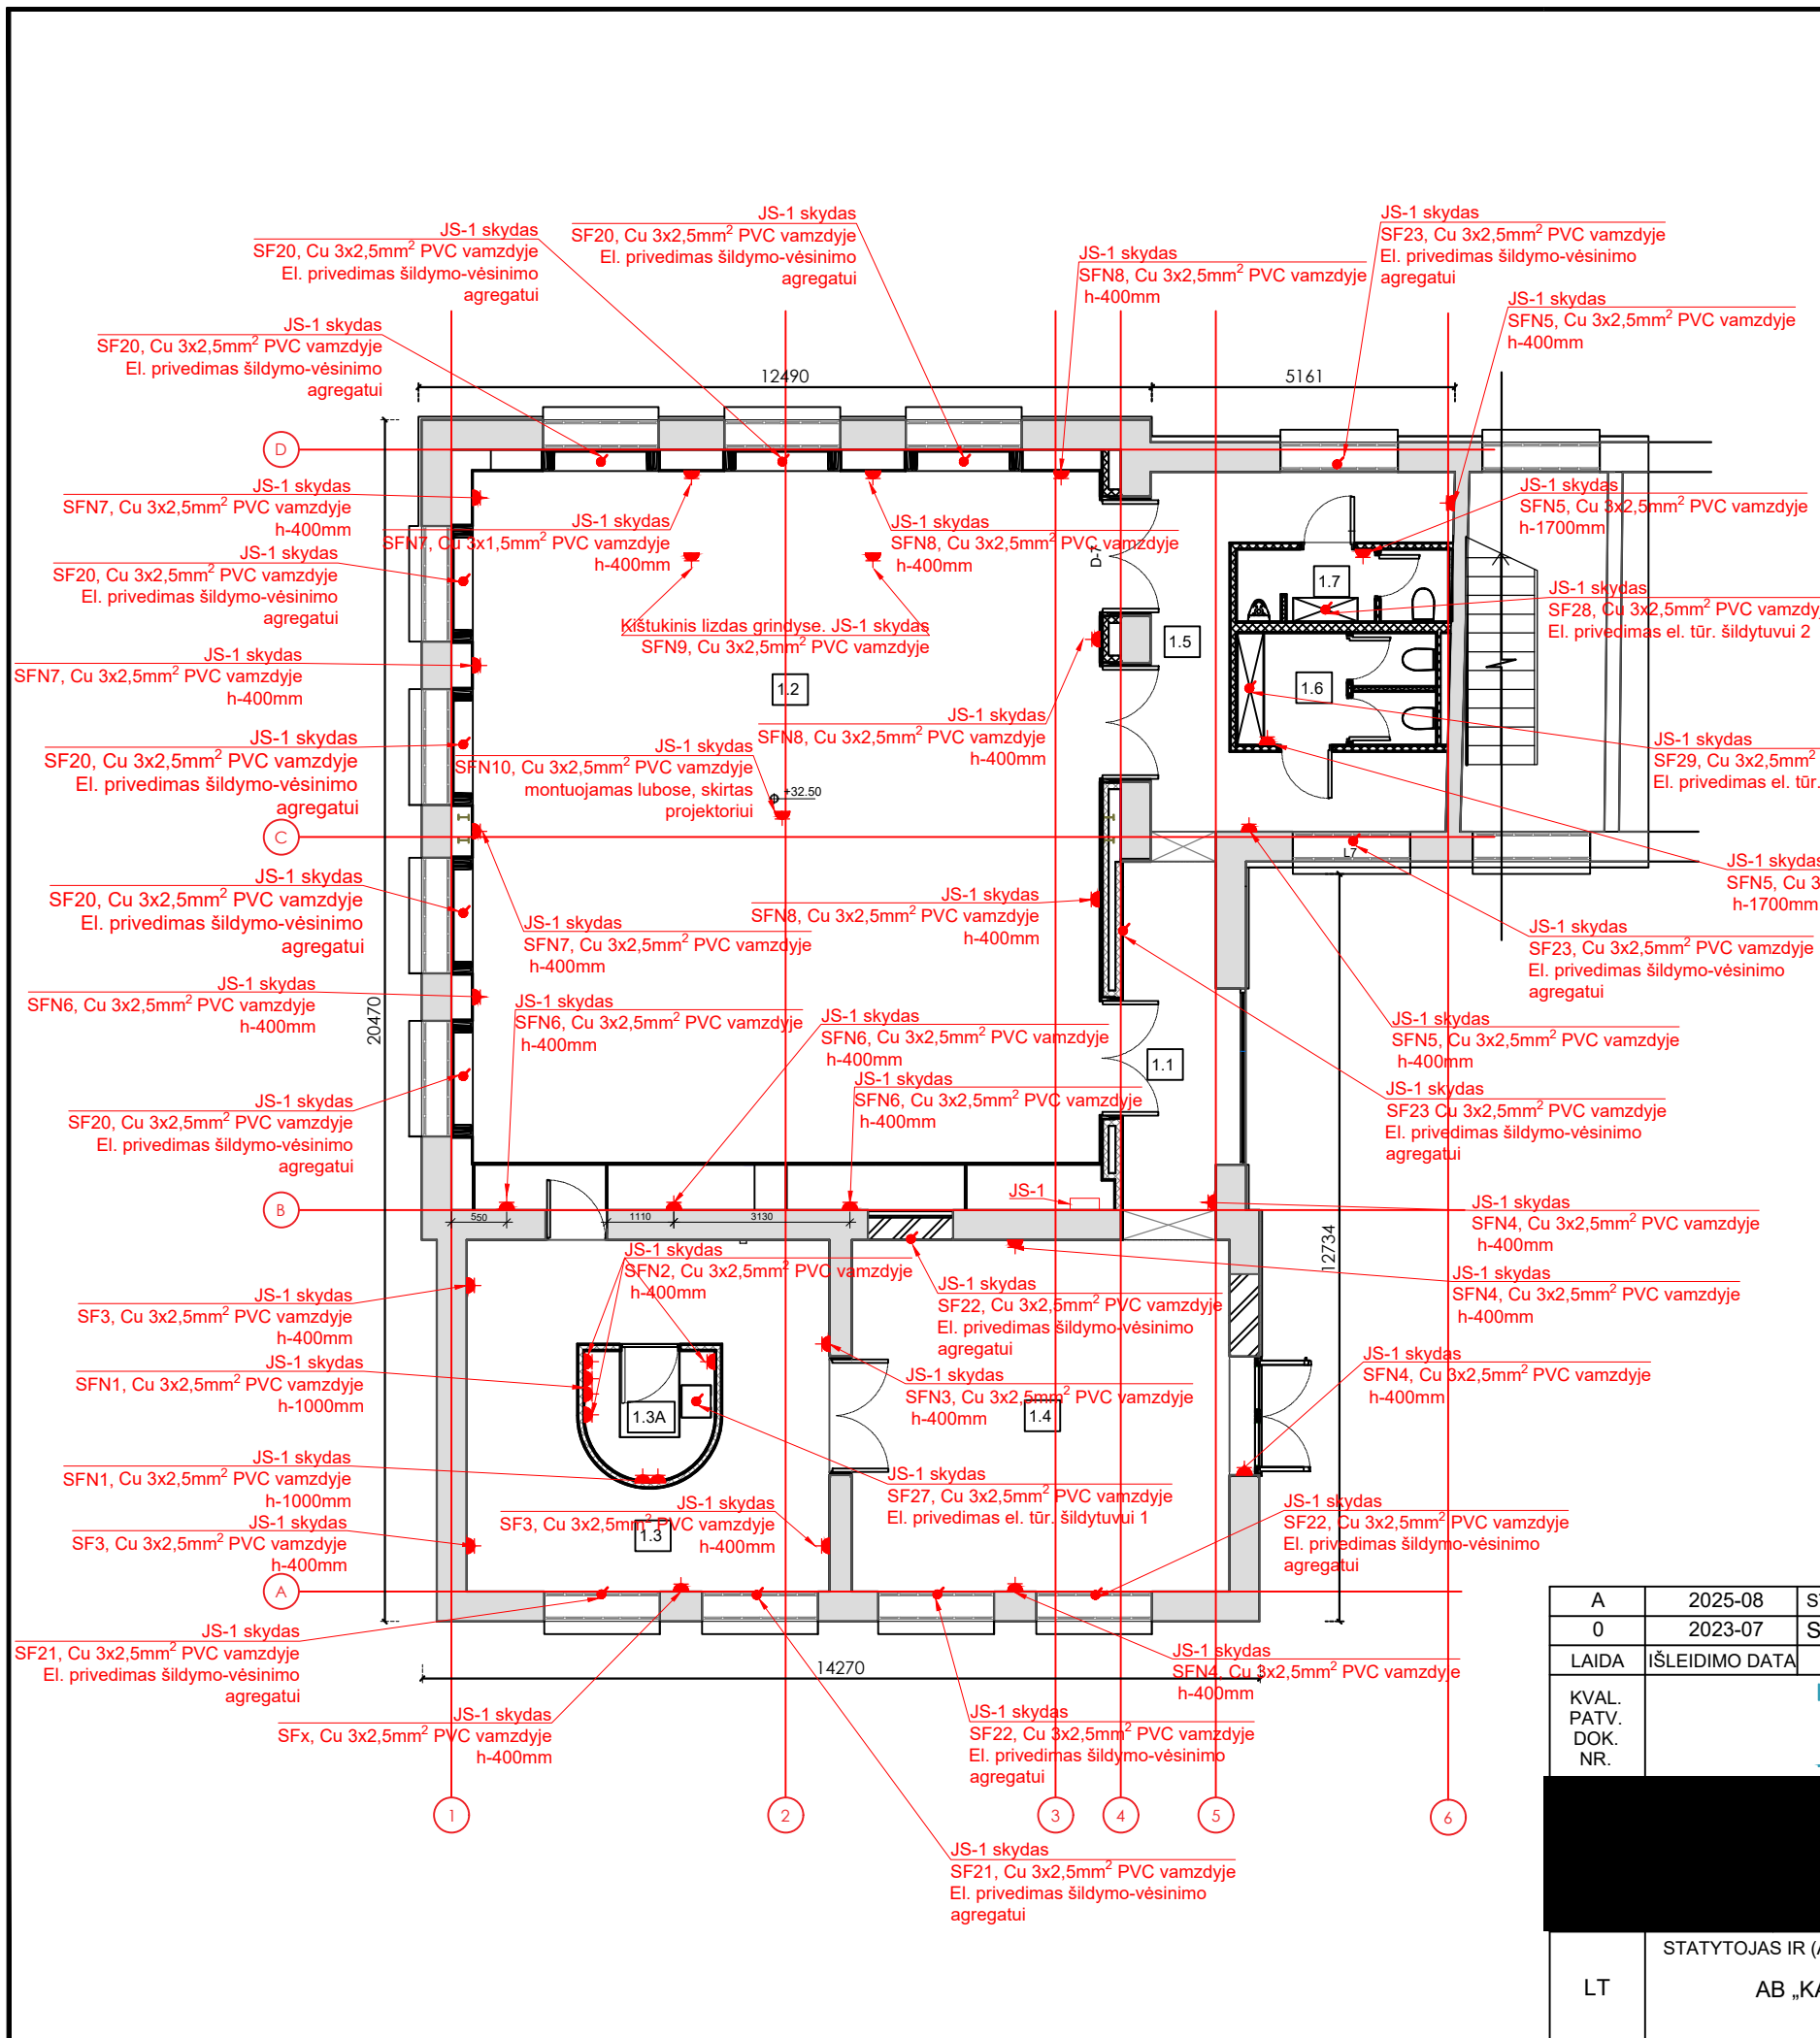 JS-1 skydas
SF20, Cu 3x2,5mm² PVC vamzdyje
El. privedimas šildymo-vėsinimo
agregatui
JS-1 skydas
SF20, Cu 3x2,5mm² PVC vamzdyje
El. privedimas šildymo-vėsinimo
agregatui
JS-1 skydas
SF23, Cu 3x2,5mm² PVC vamzdyje
El. privedimas šildymo-vėsinimo
agregatui
JS-1 skydas
SFN8, Cu 3x2,5mm² PVC vamzdyje
h-400mm
JS-1 skydas
SFN5, Cu 3x2,5mm² PVC vamzdyje
h-400mm
JS-1 skydas
SF20, Cu 3x2,5mm² PVC vamzdyje
El. privedimas šildymo-vėsinimo
agregatui
12490
5161
D
JS-1 skydas
SFN7, Cu 3x2,5mm² PVC vamzdyje
h-400mm
JS-1 skydas
SFN7, Cu 3x1,5mm² PVC vamzdyje
h-400mm
JS-1 skydas
SFN8, Cu 3x2,5mm² PVC vamzdyje
h-400mm
D-7
JS-1 skydas
SFN5, Cu 3x2,5mm² PVC vamzdyje
h-1700mm
JS-1 skydas
SF20, Cu 3x2,5mm² PVC vamzdyje
El. privedimas šildymo-vėsinimo
agregatui
1.7
JS-1 skydas
SF28, Cu 3x2,5mm² PVC vamzdy
El. privedimas el. tūr. šildytuvui 2
Kištukinis lizdas grindyse. JS-1 skydas
SFN9, Cu 3x2,5mm² PVC vamzdyje
1.5
JS-1 skydas
SFN7, Cu 3x2,5mm² PVC vamzdyje
h-400mm
1.2
1.6
JS-1 skydas
SFN8, Cu 3x2,5mm² PVC vamzdyje
h-400mm
JS-1 skydas
SF20, Cu 3x2,5mm² PVC vamzdyje
El. privedimas šildymo-vėsinimo
agregatui
JS-1 skydas
SFN10, Cu 3x2,5mm² PVC vamzdyje
montuojamas lubose, skirtas
projektoriui
+32.50
JS-1 skydas
SF29, Cu 3x2,5mm²
El. privedimas el. tūr.
C
L7
JS-1 skydas
SFN5, Cu 3
h-1700mm
JS-1 skydas
SF20, Cu 3x2,5mm² PVC vamzdyje
El. privedimas šildymo-vėsinimo
agregatui
JS-1 skydas
SFN7, Cu 3x2,5mm² PVC vamzdyje
h-400mm
JS-1 skydas
SFN8, Cu 3x2,5mm² PVC vamzdyje
h-400mm
JS-1 skydas
SF23, Cu 3x2,5mm² PVC vamzdyje
El. privedimas šildymo-vėsinimo
agregatui
JS-1 skydas
SFN6, Cu 3x2,5mm² PVC vamzdyje
h-400mm
20470
JS-1 skydas
SFN6, Cu 3x2,5mm² PVC vamzdyje
h-400mm
JS-1 skydas
SFN6, Cu 3x2,5mm² PVC vamzdyje
h-400mm
JS-1 skydas
SFN5, Cu 3x2,5mm² PVC vamzdyje
h-400mm
1.1
JS-1 skydas
SFN6, Cu 3x2,5mm² PVC vamzdyje
h-400mm
JS-1 skydas
SF23 Cu 3x2,5mm² PVC vamzdyje
El. privedimas šildymo-vėsinimo
agregatui
JS-1 skydas
SF20, Cu 3x2,5mm² PVC vamzdyje
El. privedimas šildymo-vėsinimo
agregatui
B
JS-1
550
1110
3130
JS-1 skydas
SFN4, Cu 3x2,5mm² PVC vamzdyje
h-400mm
12734
JS-1 skydas
SFN2, Cu 3x2,5mm² PVC vamzdyje
h-400mm
JS-1 skydas
SF22, Cu 3x2,5mm² PVC vamzdyje
El. privedimas šildymo-vėsinimo
agregatui
JS-1 skydas
SFN4, Cu 3x2,5mm² PVC vamzdyje
h-400mm
JS-1 skydas
SF3, Cu 3x2,5mm² PVC vamzdyje
h-400mm
JS-1 skydas
SFN1, Cu 3x2,5mm² PVC vamzdyje
h-1000mm
1.3A
JS-1 skydas
SFN3, Cu 3x2,5mm² PVC vamzdyje
h-400mm
1.4
JS-1 skydas
SFN4, Cu 3x2,5mm² PVC vamzdyje
h-400mm
JS-1 skydas
SFN1, Cu 3x2,5mm² PVC vamzdyje
h-1000mm
JS-1 skydas
SF27, Cu 3x2,5mm² PVC vamzdyje
El. privedimas el. tūr. šildytuvui 1
JS-1 skydas
SF3, Cu 3x2,5mm² PVC vamzdyje
h-400mm
JS-1 skydas
SF3, Cu 3x2,5mm² PVC vamzdyje
h-400mm
1.3
JS-1 skydas
SF22, Cu 3x2,5mm² PVC vamzdyje
El. privedimas šildymo-vėsinimo
agregatui
A
JS-1 skydas
SF21, Cu 3x2,5mm² PVC vamzdyje
El. privedimas šildymo-vėsinimo
agregatui
14270
JS-1 skydas
SFN4, Cu 3x2,5mm² PVC vamzdyje
h-400mm
JS-1 skydas
SFx, Cu 3x2,5mm² PVC vamzdyje
h-400mm
JS-1 skydas
SF22, Cu 3x2,5mm² PVC vamzdyje
El. privedimas šildymo-vėsinimo
agregatui
1
2
3
4
5
6
JS-1 skydas
SF21, Cu 3x2,5mm² PVC vamzdyje
El. privedimas šildymo-vėsinimo
agregatui
A 2025-08
0 2023-07
LAIDA IŠLEIDIMO DATA
KVAL.
PATV.
DOK.
NR.
STATYTOJAS IR
LT
AB „KA